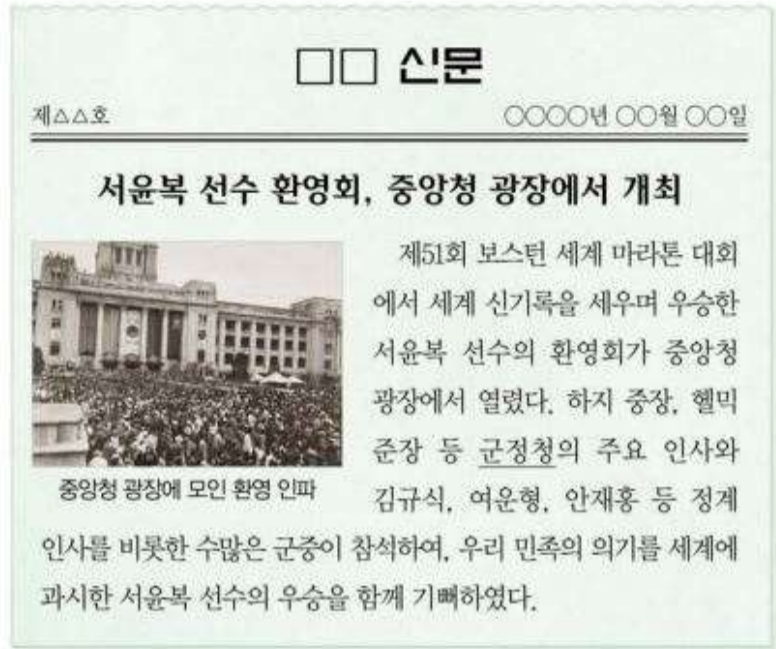 □□ 신문
제△△호
○○○○년 ○○월 ○○일
서윤복 선수 환영회, 중앙청 광장에서 개최
제51회 보스턴 세계 마라톤 대회
에서 세계 신기록을 세우며 우승한
서윤복 선수의 환영회가 중앙청
광장에서 열렸다. 하지 중장, 헬믹
준장 등 군정청의 주요 인사와
김규식, 여운형, 안재홍 등 정계
인사를 비롯한 수많은 군중이 참석하여, 우리 민족의 의기를 세계에
과시한 서윤복 선수의 우승을 함께 기뻐하였다.
중앙청 광장에 모인 환영 인파